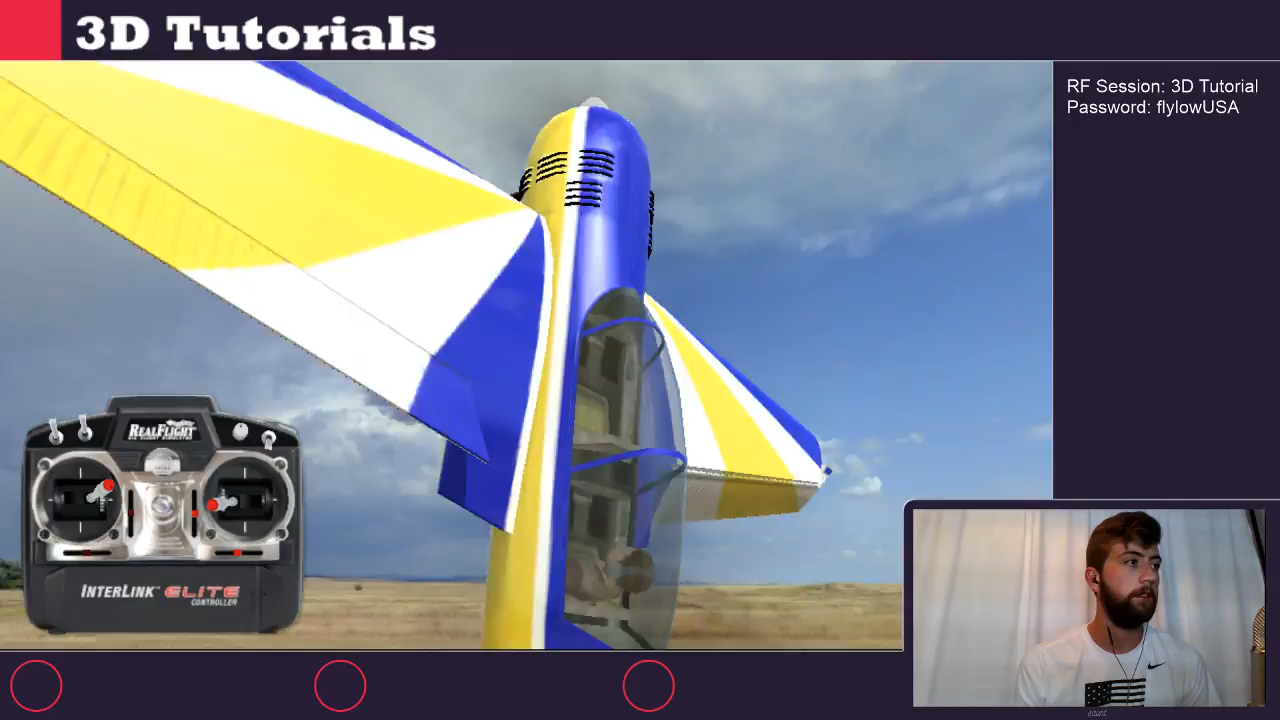 3D Tutorials
RF Session: 3D Tutorial
Password: flylowUSA
REALFLIGHT
INTERLINK ELITE
CONTROLLER